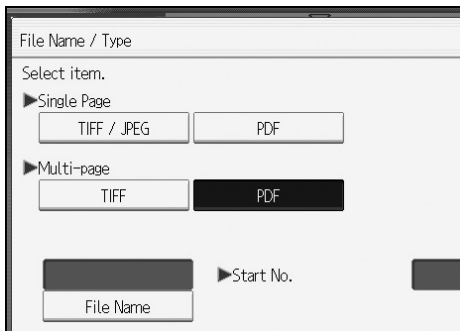 File Name / Type
Select item.
▶Single Page
TIFF / JPEG PDF
▶Multi-page
TIFF PDF
▶Start No.
File Name